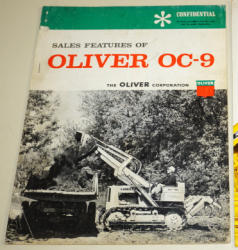 CONFIDENTIAL
SALES FEATURES OF
OLIVER OC-9
THE OLIVER CORPORATION
OLIVER